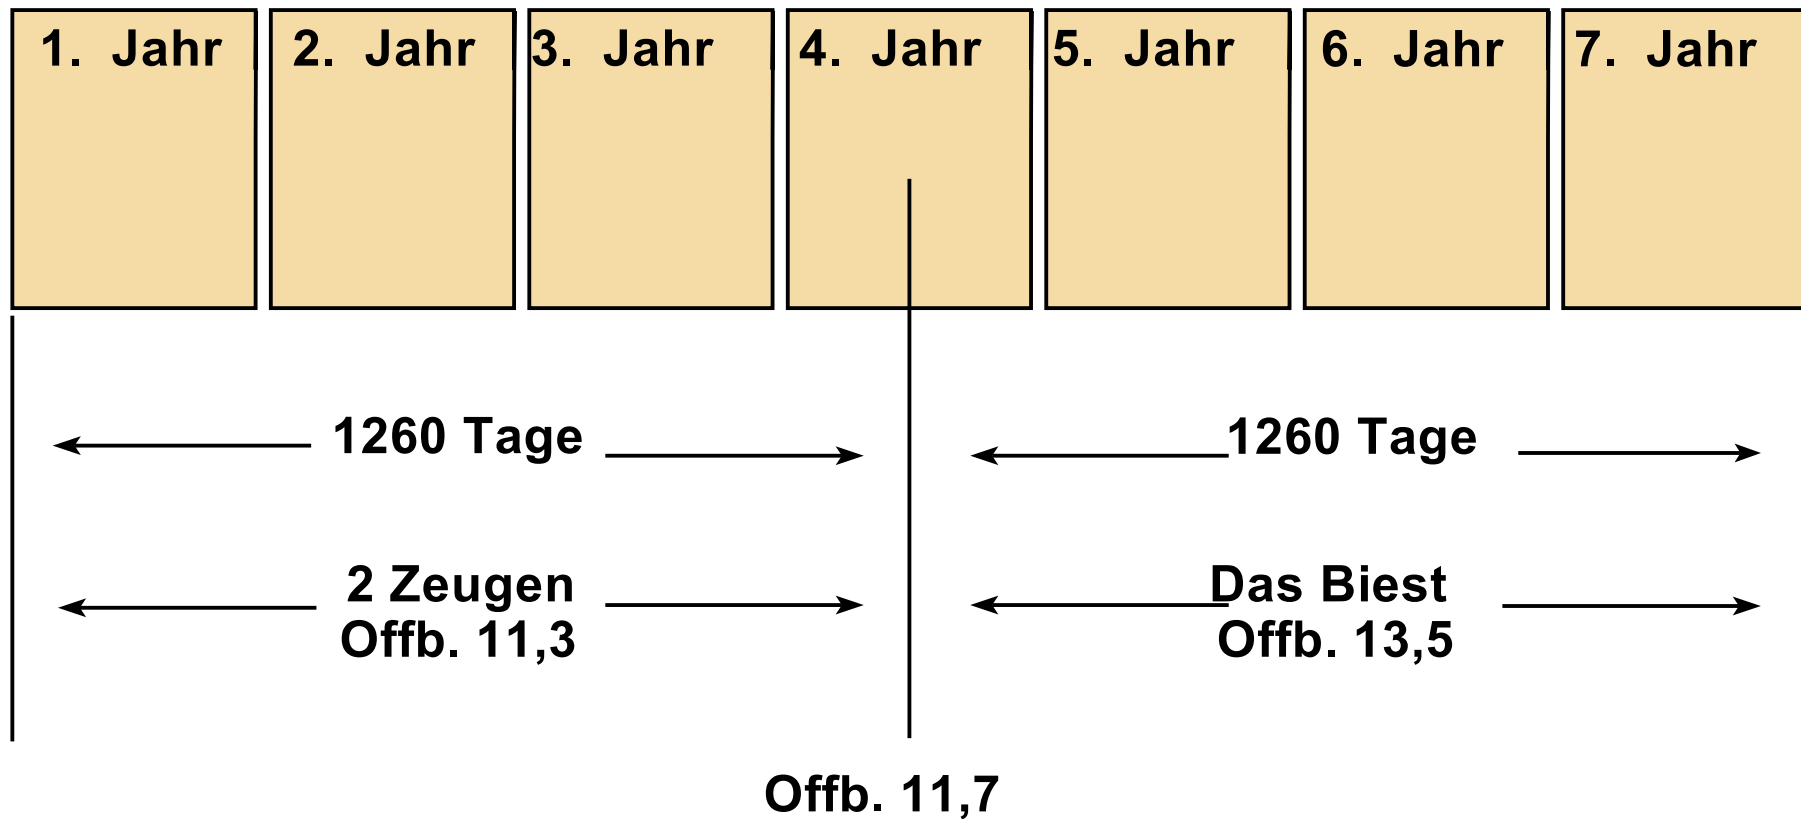 1. Jahr 2. Jahr 3. Jahr 4. Jahr 5. Jahr 6. Jahr 7. Jahr
1260 Tage 1260 Tage
2 Zeugen Das Biest
Offb. 11,3 Offb. 13,5
Offb. 11,7